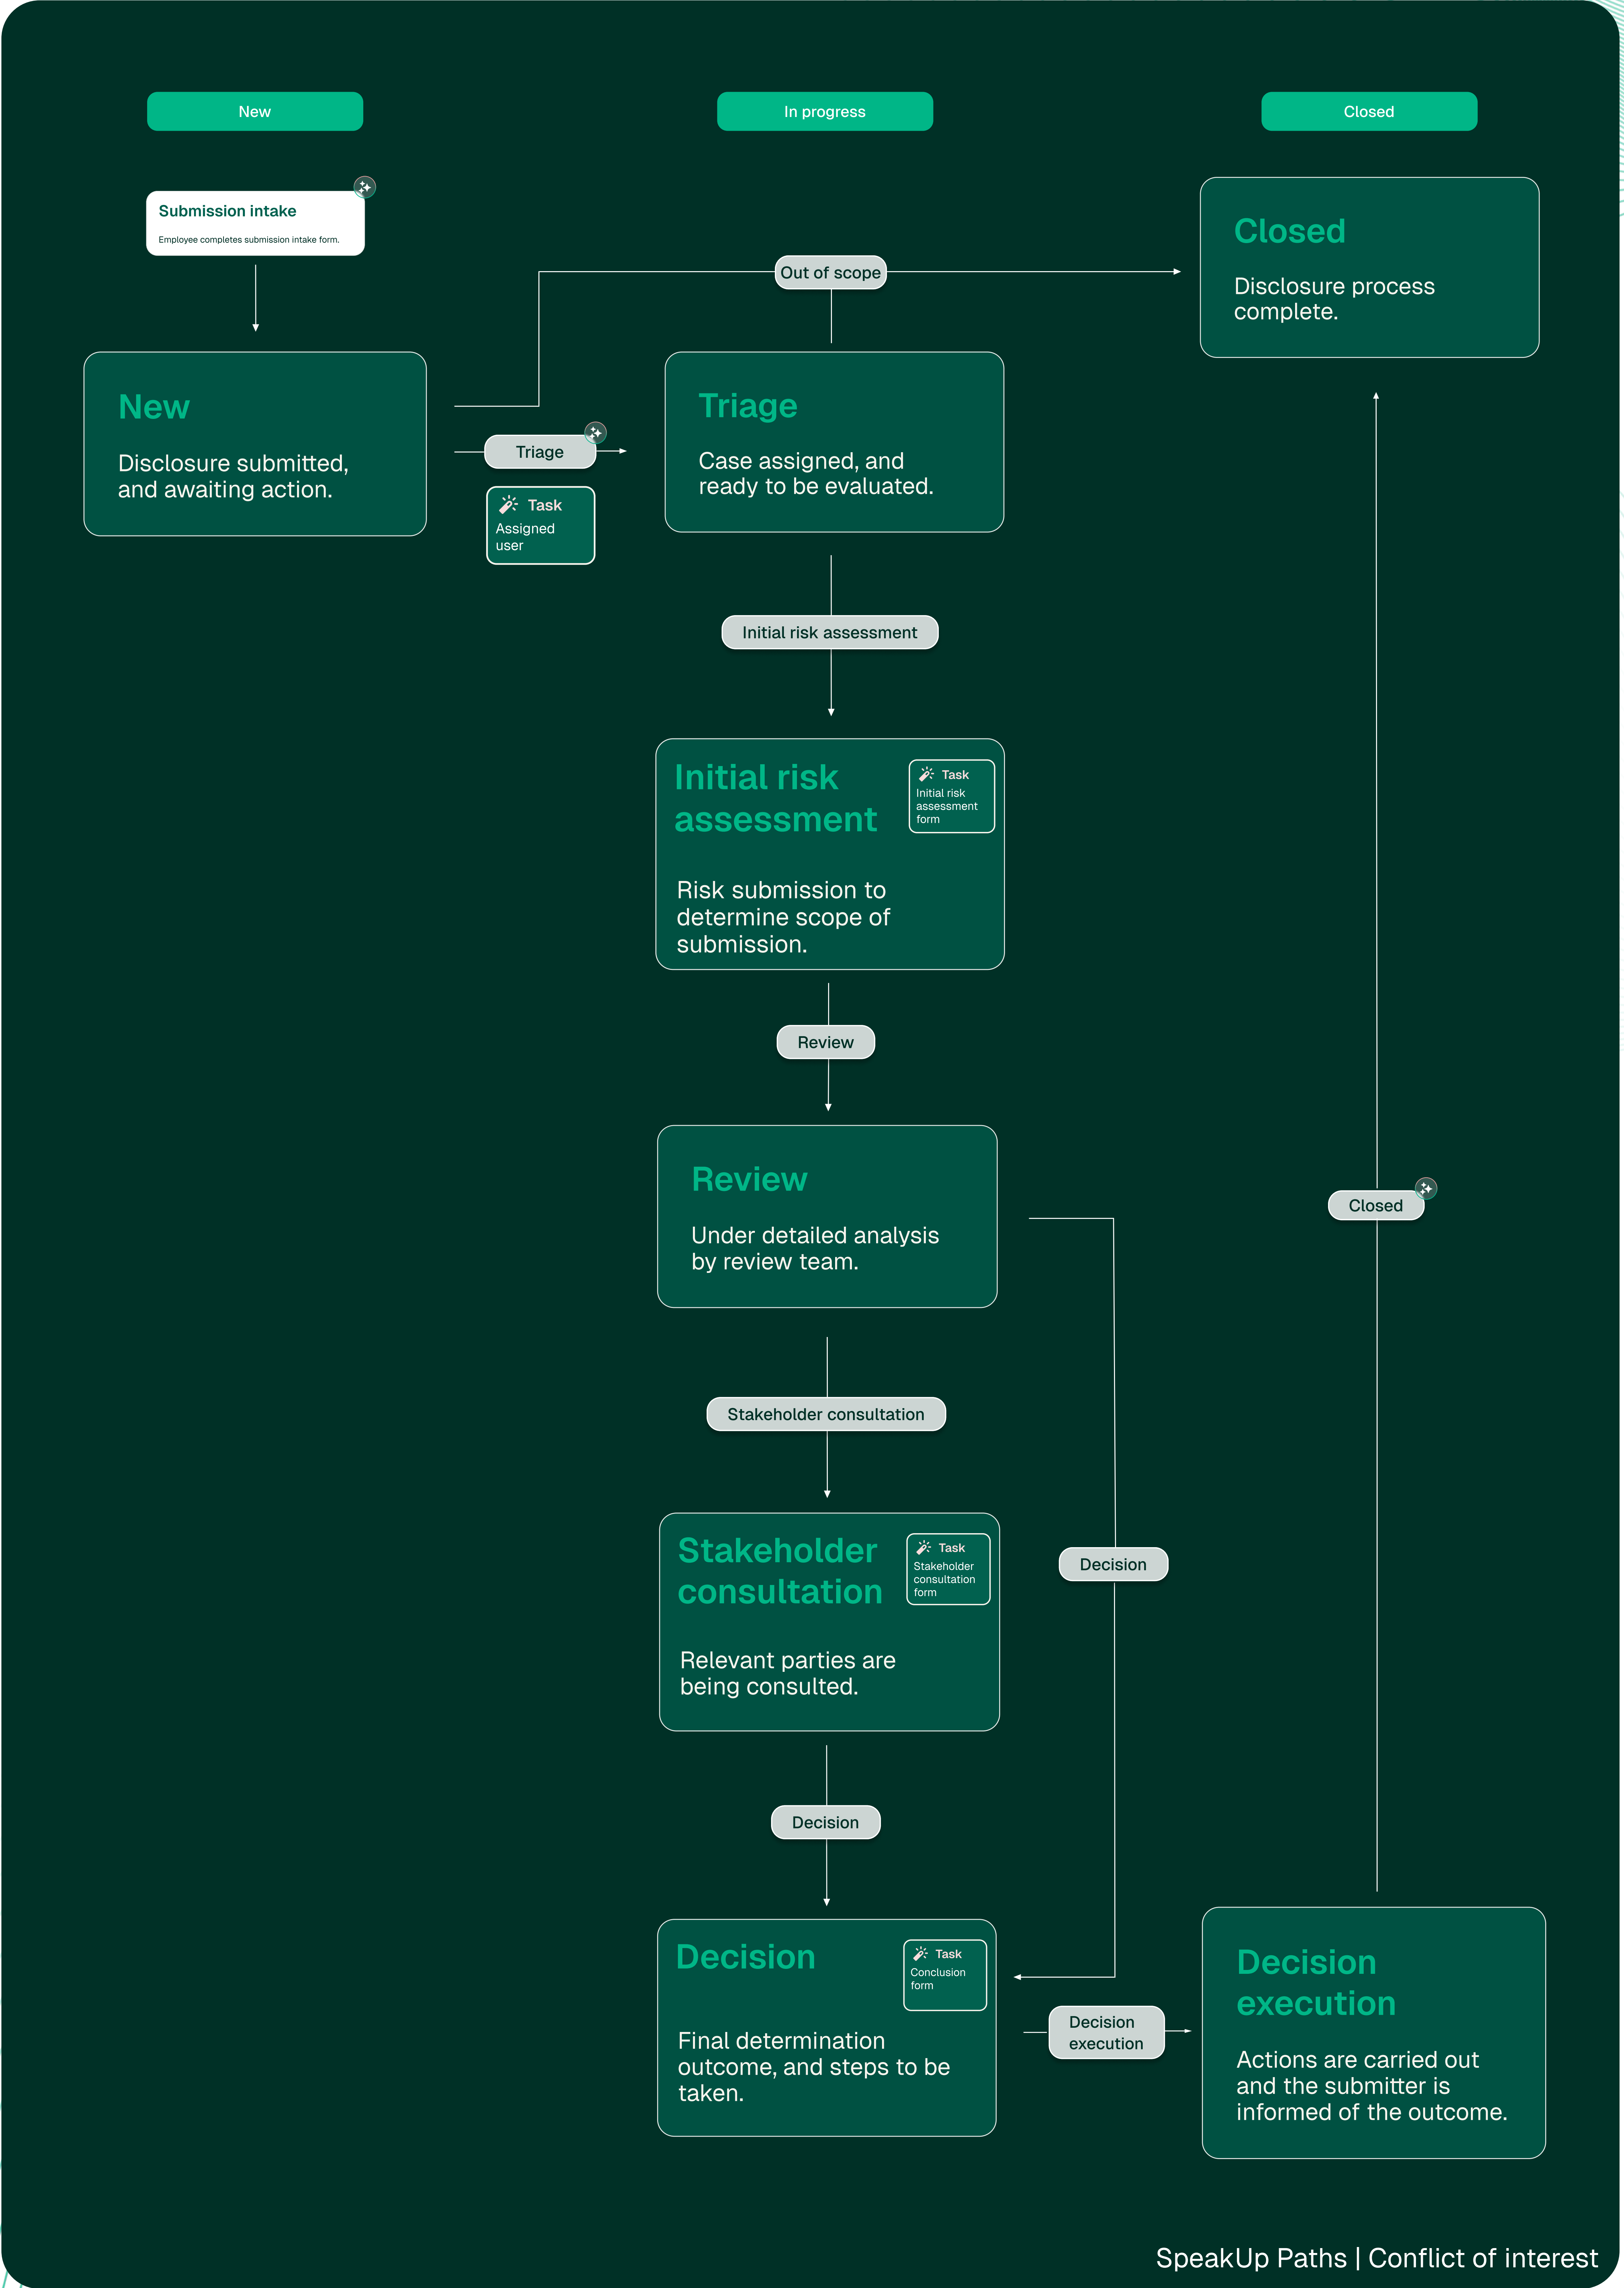 New
In progress
Closed
Submission intake
Employee completes submission intake form.
Closed
Disclosure process
complete.
Out of scope
New
Disclosure submitted,
and awaiting action.
Triage
Task
Assigned
user
Triage
Case assigned, and
ready to be evaluated.
Initial risk assessment
Initial risk
assessment
Task
Initial risk
assessment
form
Risk submission to
determine scope of
submission.
Review
Review
Under detailed analysis
by review team.
Closed
Stakeholder consultation
Stakeholder
consultation
Task
Stakeholder
consultation
form
Relevant parties are
being consulted.
Decision
Decision
Decision
Task
Conclusion
form
Final determination
outcome, and steps to be
taken.
Decision
execution
Decision
execution
Actions are carried out
and the submitter is
informed of the outcome.
SpeakUp Paths | Conflict of interest